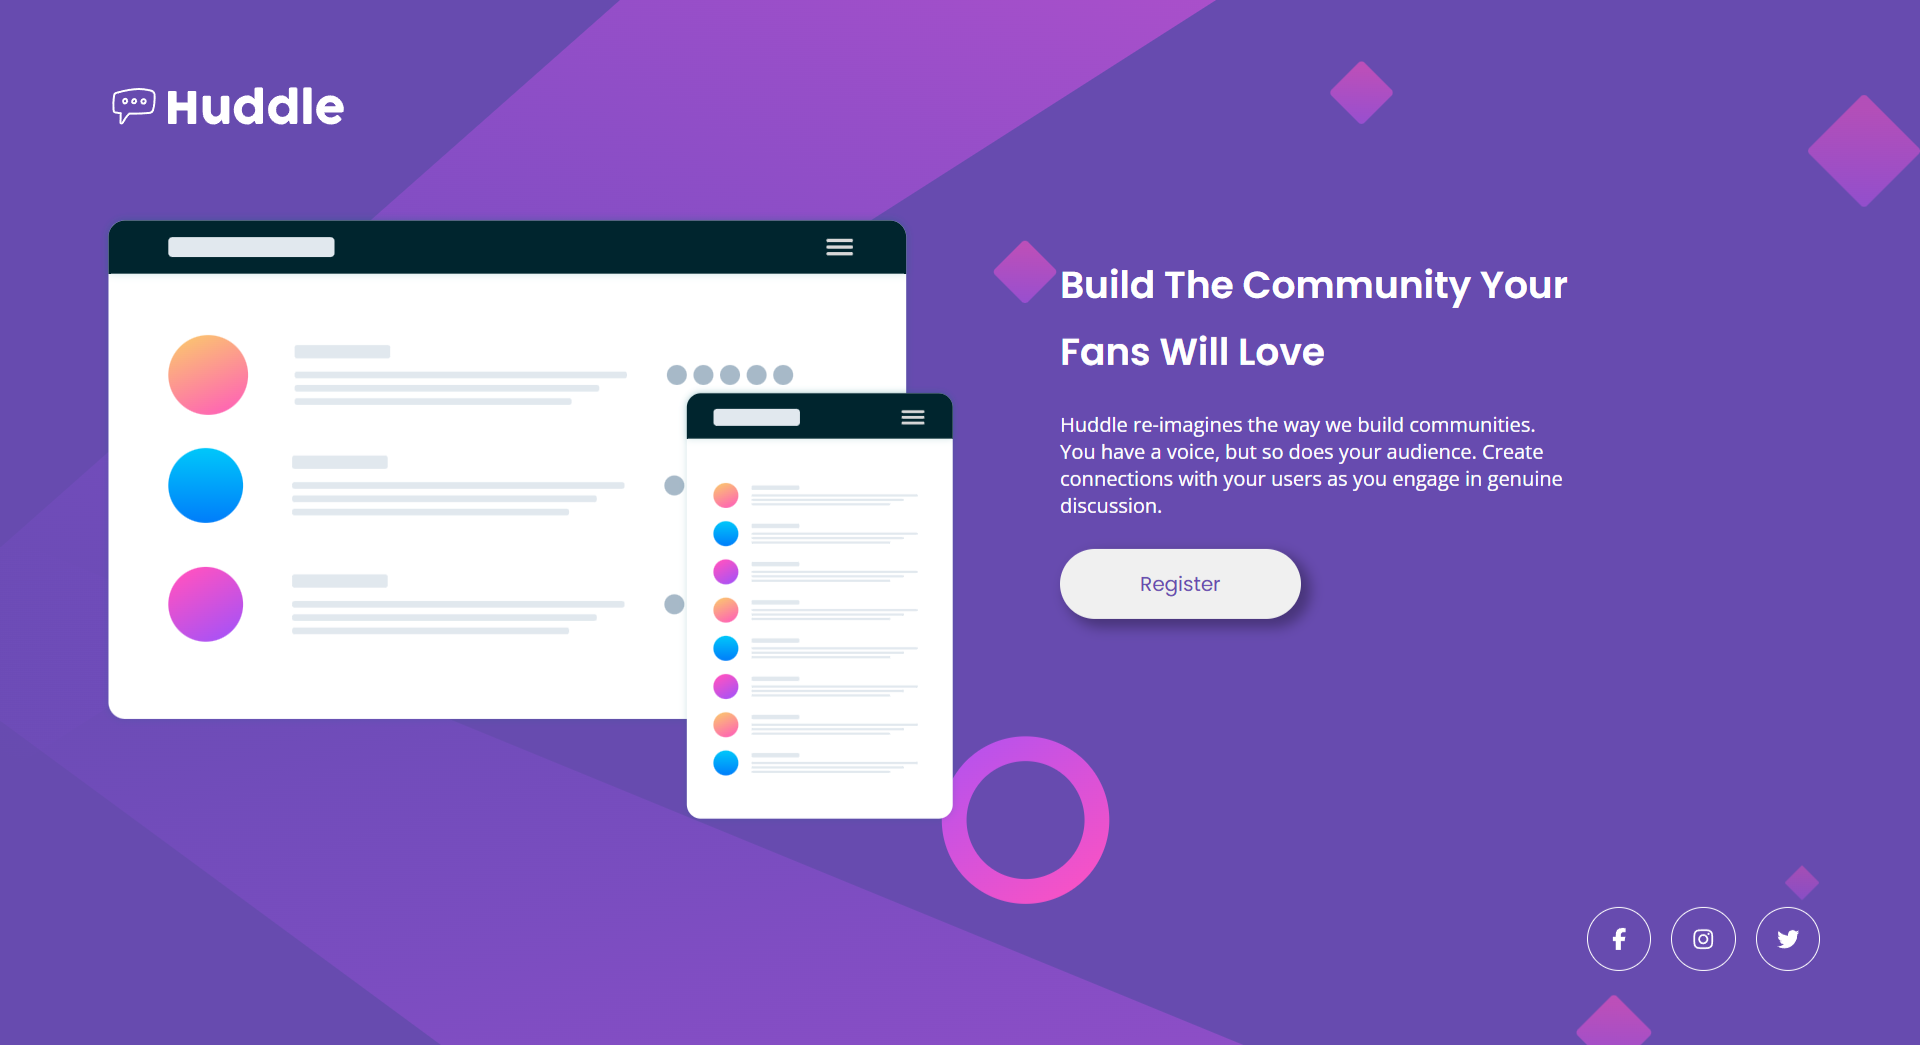 Huddle
Build The Community Your
Fans Will Love
Huddle re-imagines the way we build communities.
You have a voice, but so does your audience. Create
connections with your users as you engage in genuine
discussion.
Register